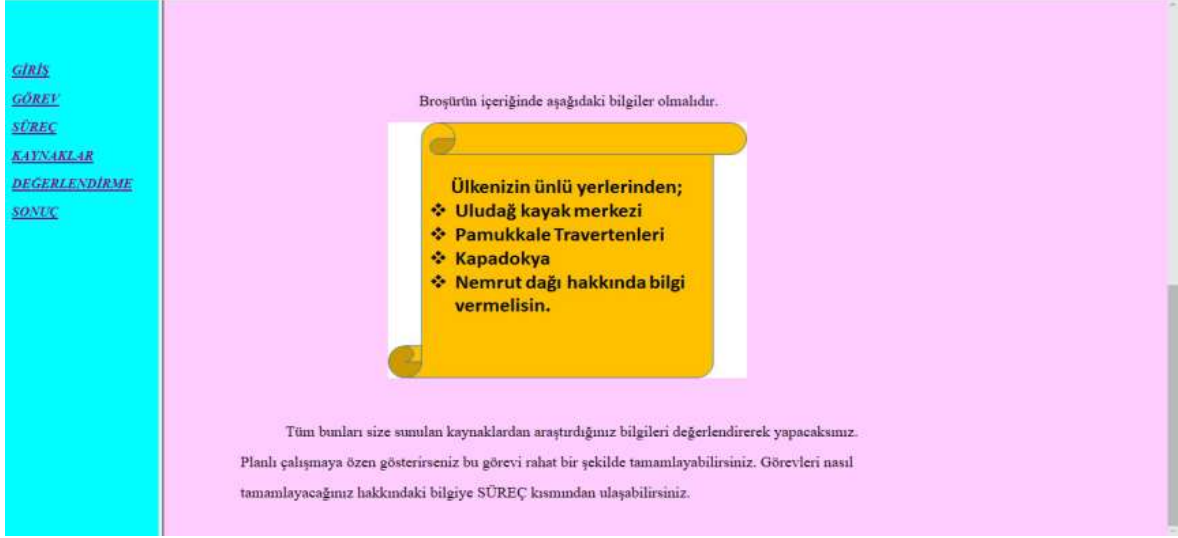 GİRİŞ
GÖREV
SÜREÇ
KAYNAKLAR
DEĞERLENDİRME
SONUÇ
Broşürün içeriğinde aşağıdaki bilgiler olmalıdır.
Ülkenizin ünlü yerlerinden;
❖ Uludağ kayak merkezi
❖ Pamukkale Travertenleri
❖ Kapadokya
❖ Nemrut dağı hakkında bilgi
vermelisin.
Tüm bunları size sunulan kaynaklardan araştırdığınız bilgileri değerlendirerek yapacaksınız.
Planlı çalışmaya özen gösterirseniz bu görevi rahat bir şekilde tamamlayabilirsiniz. Görevleri nasıl
tamamlayacağınız hakkındaki bilgiye SÜREÇ kısmından ulaşabilirsiniz.